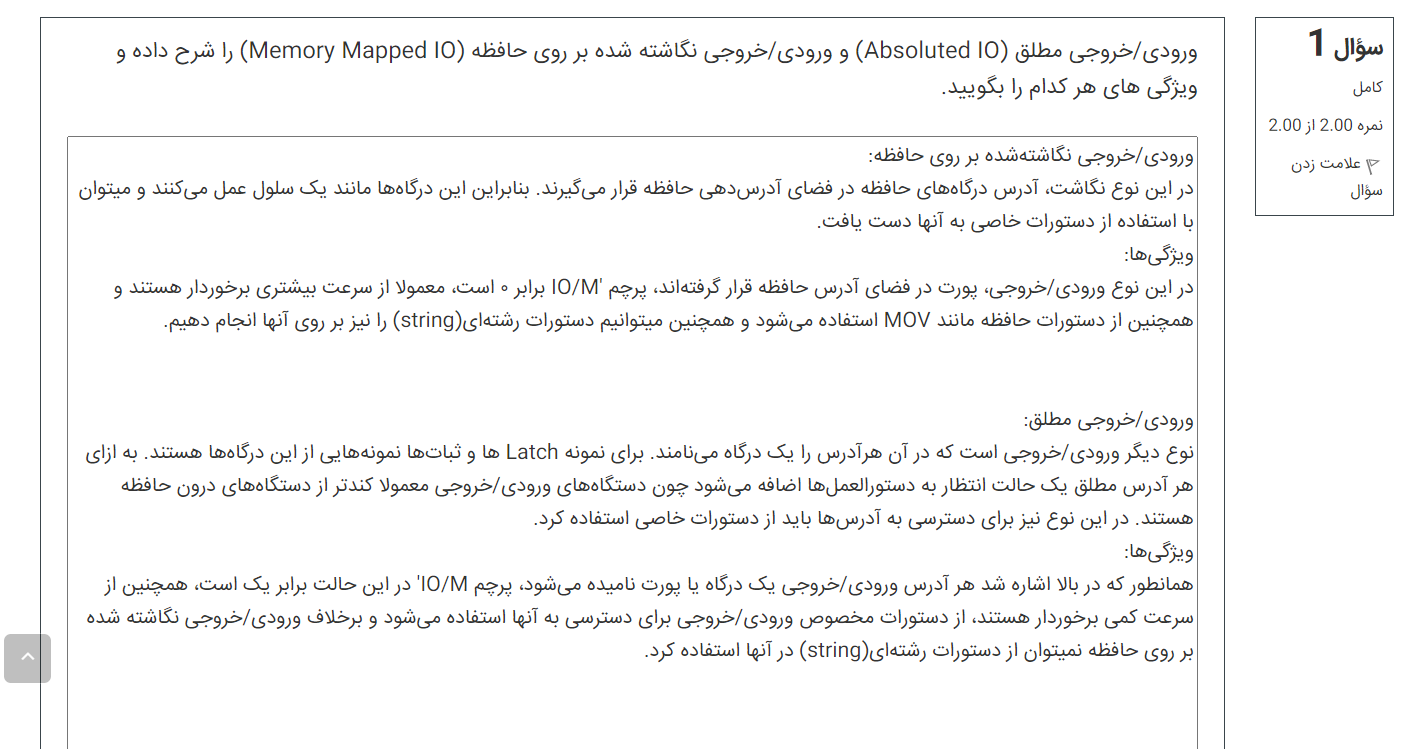 سؤال 1
کامل
نمره 2.00 از 2.00
علامت زدن
سؤال
ورودی/خروجی مطلق (Absoluted IO) و ورودی/خروجی نگاشته شده بر روی حافظه (Memory Mapped IO) را شرح داده و
ویژگی های هر کدام را بگویید.
ورودی/خروجی نگاشته‌شده بر روی حافظه:
در این نوع نگاشت، آدرس درگاه‌های حافظه در فضای آدرس‌دهی حافظه قرار می‌گیرند. بنابراین این درگاه‌ها مانند یک سلول عمل می‌کنند و میتوان
با استفاده از دستورات خاصی به آنها دست یافت.
ویژگی‌ها:
در این نوع ورودی/خروجی، پورت در فضای آدرس حافظه قرار گرفته‌اند، پرچم IO/M' برابر ۰ است، معمولا از سرعت بیشتری برخوردار هستند و
همچنین از دستورات حافظه مانند MOV استفاده می‌شود و همچنین میتوانیم دستورات رشته‌ای(string) را نیز بر روی آنها انجام دهیم.
ورودی/خروجی مطلق:
نوع دیگر ورودی/خروجی است که در آن هرآدرس را یک درگاه می‌نامند. برای نمونه Latch ها و ثبات‌ها نمونه‌هایی از این درگاه‌ها هستند. به ازای
هر آدرس مطلق یک حالت انتظار به دستورالعمل‌ها اضافه می‌شود چون دستگاه‌های ورودی/خروجی معمولا کندتر از دستگاه‌های درون حافظه
هستند. در این نوع نیز برای دسترسی به آدرس‌ها باید از دستورات خاصی استفاده کرد.
ویژگی‌ها:
همانطور که در بالا اشاره شد هر آدرس ورودی/خروجی یک درگاه یا پورت نامیده می‌شود، پرچم IO/M' در این حالت برابر یک است، همچنین از
سرعت کمی برخوردار هستند، از دستورات مخصوص ورودی/خروجی برای دسترسی به آنها استفاده می‌شود و برخلاف ورودی/خروجی نگاشته شده
بر روی حافظه نمیتوان از دستورات رشته‌ای(string) در آنها استفاده کرد.